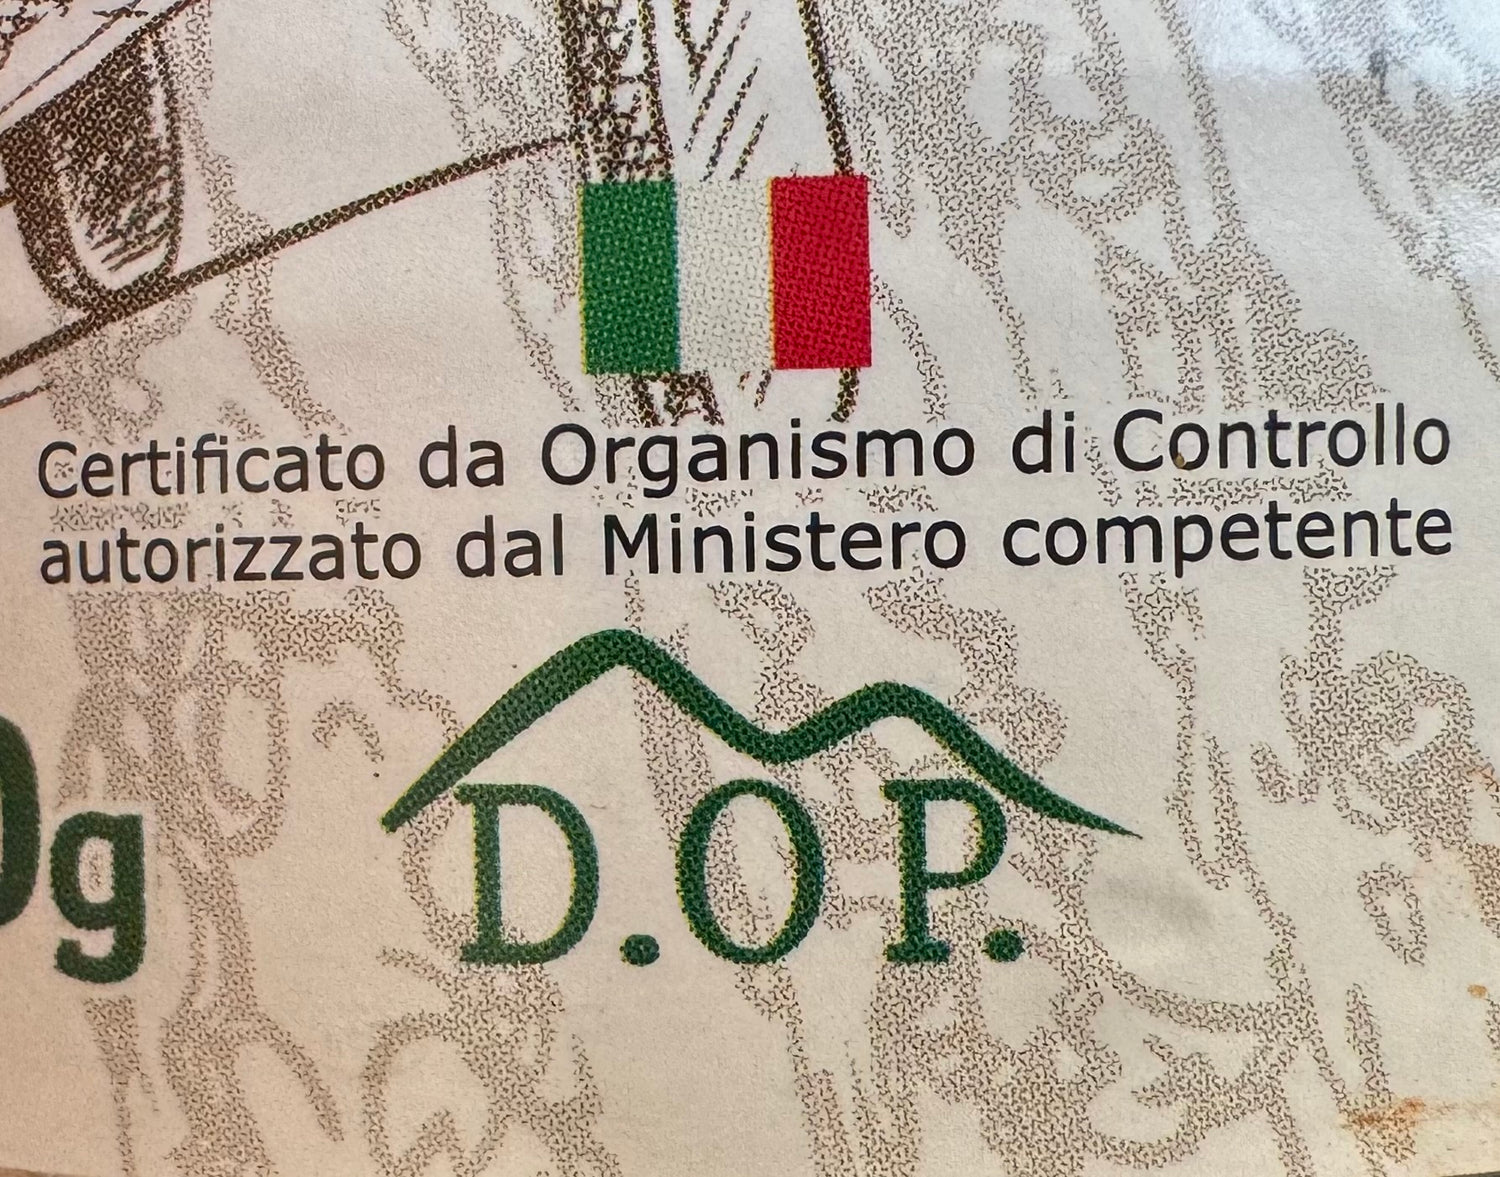 Certificato da Organismo di Controllo
autorizzato dal Ministero competente
g
D.O.P.